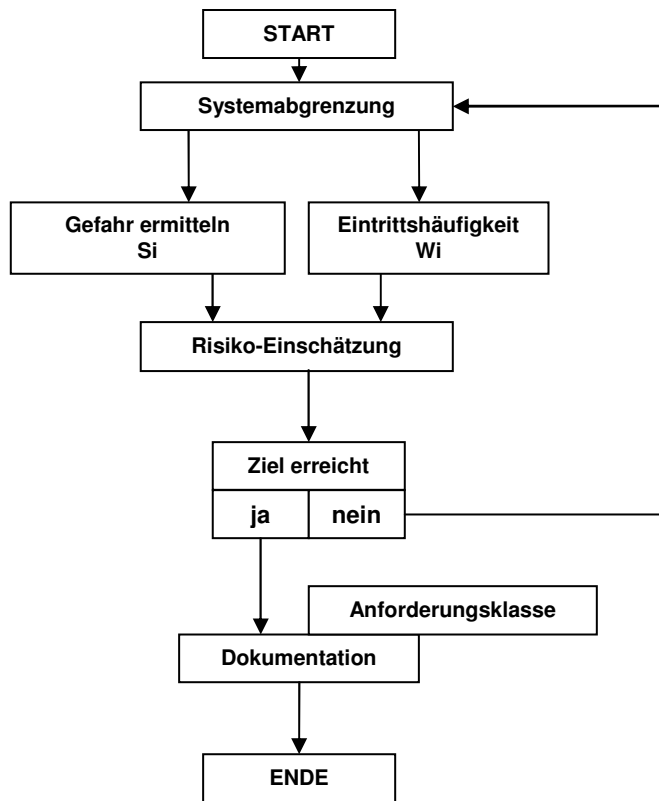 START
Systemabgrenzung
Gefahr ermitteln
Si
Eintrittshäufigkeit
Wi
Risiko-Einschätzung
Ziel erreicht
ja
nein
Anforderungsklasse
Dokumentation
ENDE